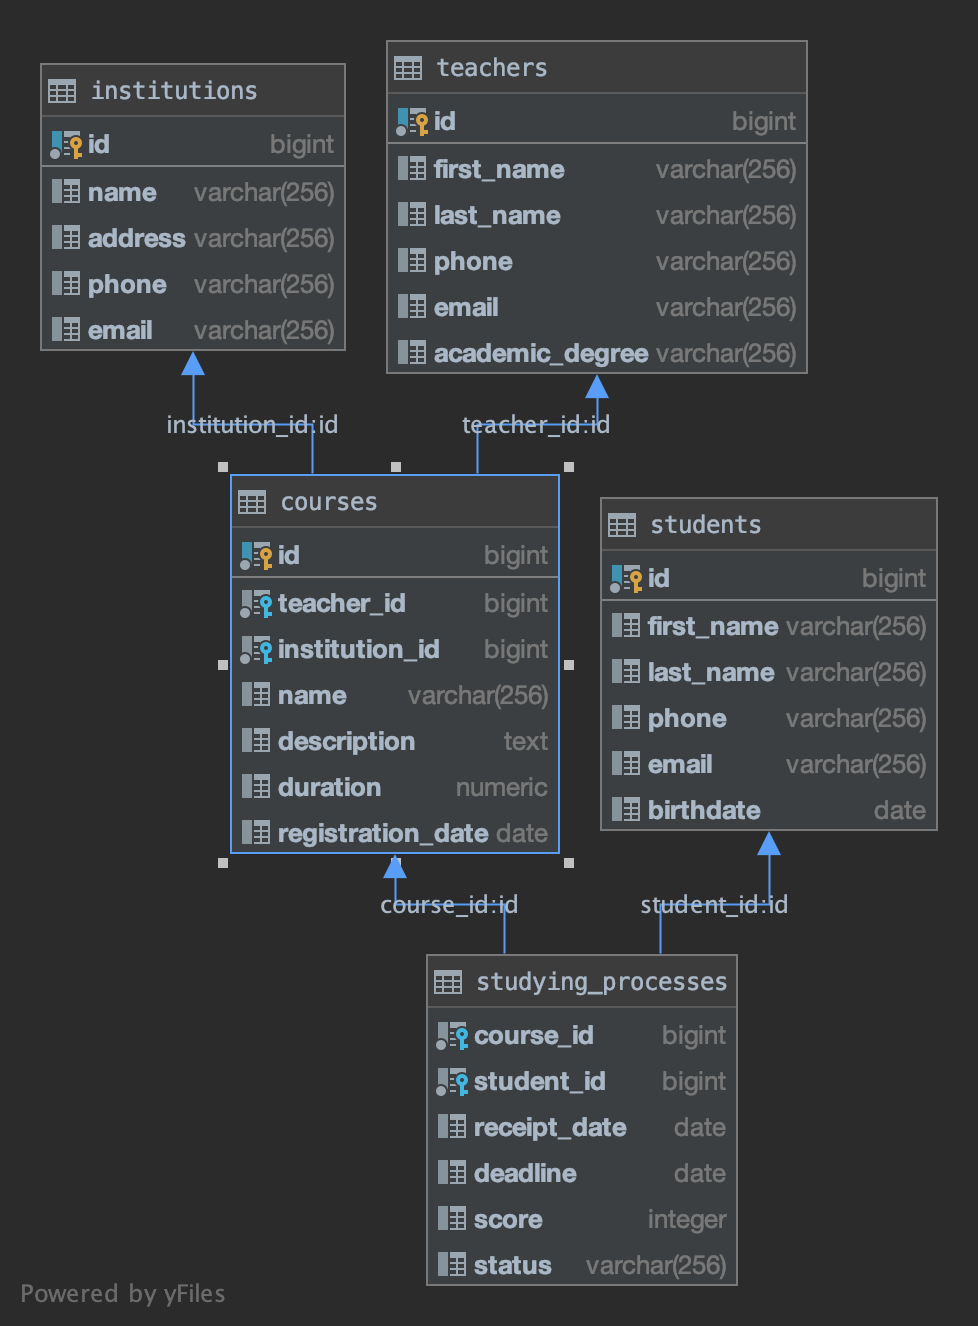 institutions
id bigint
name varchar(256)
address varchar(256)
phone varchar(256)
email varchar(256)
teachers
id bigint
first_name varchar(256)
last_name varchar(256)
phone varchar(256)
email varchar(256)
academic_degree varchar(256)
institution_id:id
teacher_id:id
courses
id bigint
teacher_id bigint
institution_id bigint
name varchar(256)
description text
duration numeric
registration_date date
students
id bigint
first_name varchar(256)
last_name varchar(256)
phone varchar(256)
email varchar(256)
birthdate date
course_id:id
student_id:id
studying_processes
course_id bigint
student_id bigint
receipt_date date
deadline date
score integer
status varchar(256)
Powered by yFiles